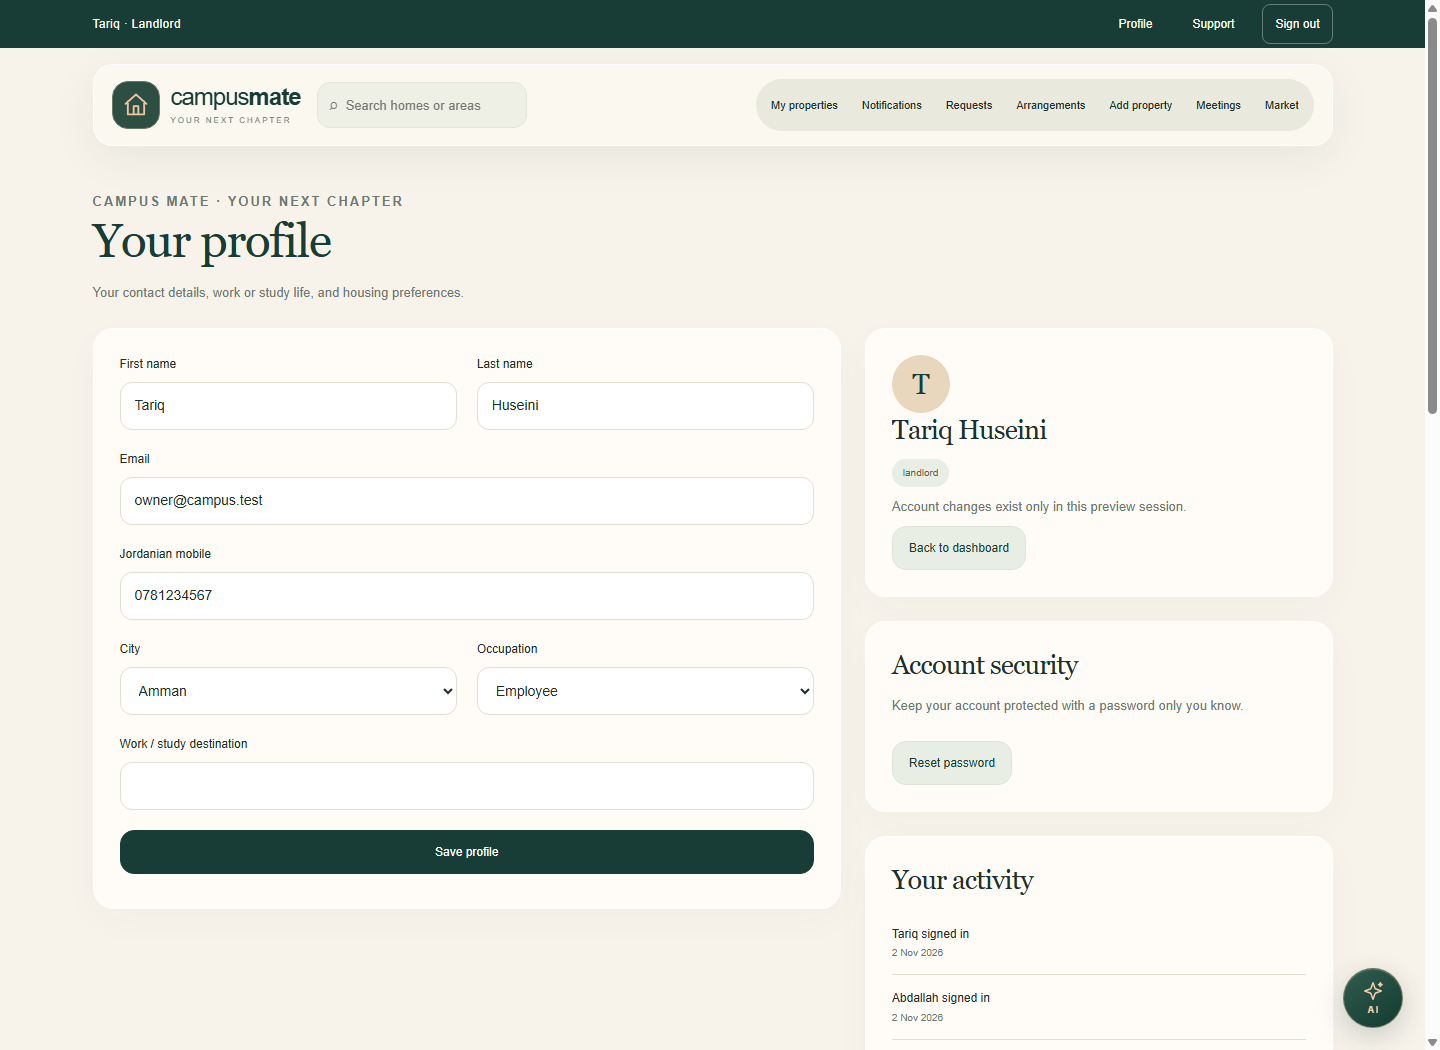 Tariq · Landlord
Profile
Support
Sign out
campusmate
YOUR NEXT CHAPTER
Search homes or areas
My properties
Notifications
Requests
Arrangements
Add property
Meetings
Market
CAMPUS MATE · YOUR NEXT CHAPTER
Your profile
Your contact details, work or study life, and housing preferences.
First name
Last name
Tariq
Huseini
Email
owner@campus.test
Jordanian mobile
0781234567
City
Occupation
Amman
Employee
Work / study destination
Save profile
T
Tariq Huseini
landlord
Account changes exist only in this preview session.
Back to dashboard
Account security
Keep your account protected with a password only you know.
Reset password
Your activity
Tariq signed in
2 Nov 2026
Abdallah signed in
2 Nov 2026
AI